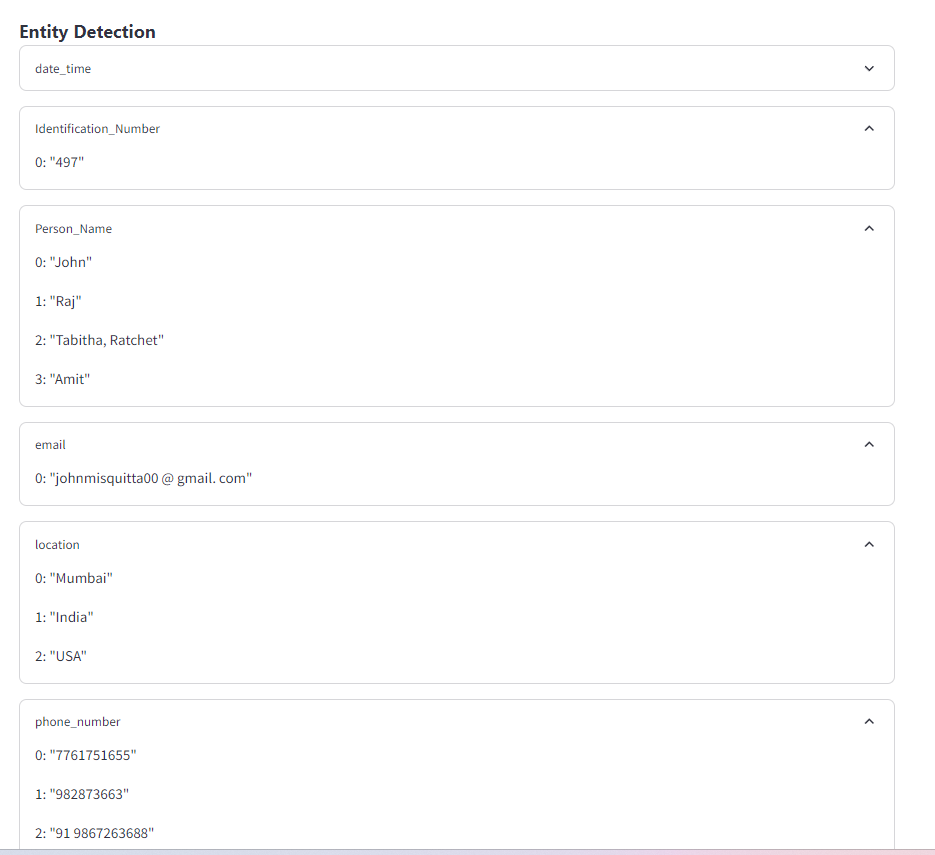 Entity Detection
date_time
Identification_Number
0: "497"
Person_Name
0: "John"
1: "Raj"
2: "Tabitha, Ratchet"
3: "Amit"
email
0: "johnmisquitta00 @ gmail. com"
location
0: "Mumbai"
1: "India"
2: "USA"
phone_number
0: "7761751655"
1: "982873663"
2: "91 9867263688"